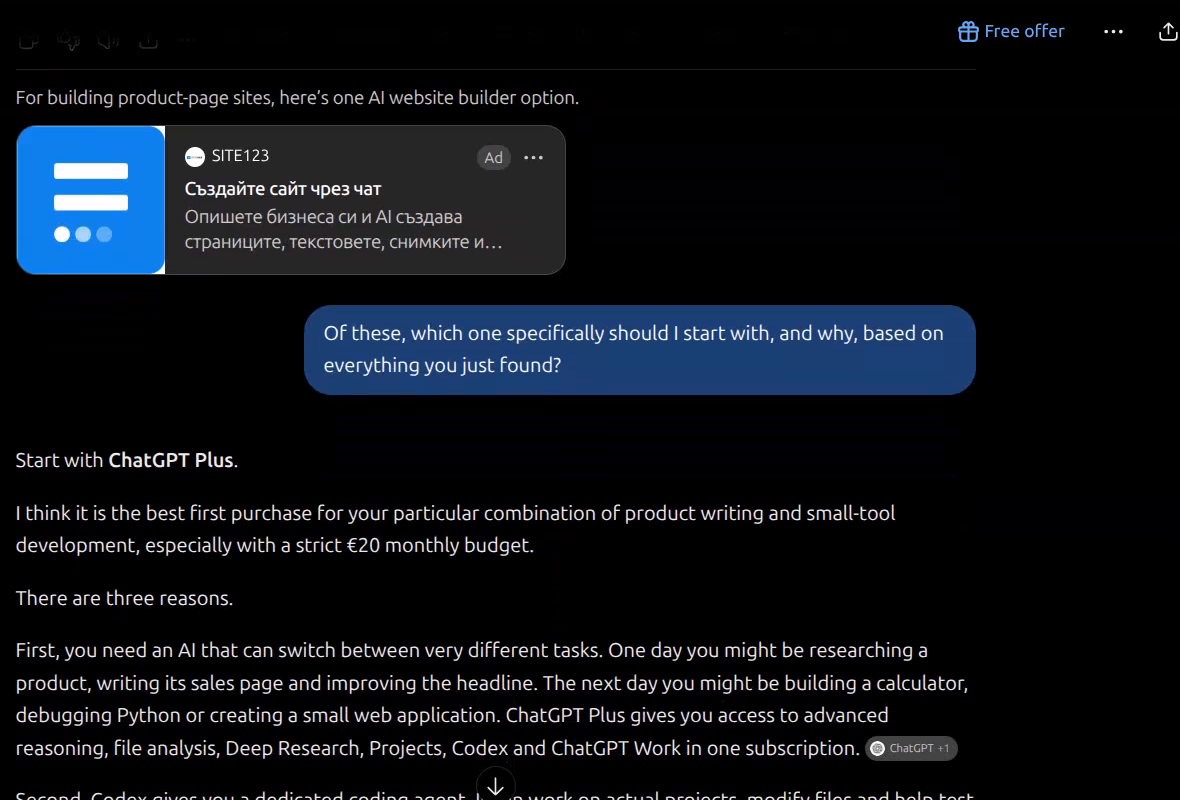 Free offer
For building product-page sites, here’s one AI website builder option.
SITE123
Ad
Създайте сайт чрез чат
Опишете бизнеса си и AI създава
страниците, текстовете, снимките и…
Of these, which one specifically should I start with, and why, based on
everything you just found?
Start with ChatGPT Plus.
I think it is the best first purchase for your particular combination of product writing and small-tool
development, especially with a strict €20 monthly budget.
There are three reasons.
First, you need an AI that can switch between very different tasks. One day you might be researching a
product, writing its sales page and improving the headline. The next day you might be building a calculator,
debugging Python or creating a small web application. ChatGPT Plus gives you access to advanced
reasoning, file analysis, Deep Research, Projects, Codex and ChatGPT Work in one subscription. ChatGPT +1
Second, Codex gives you a dedicated coding agent. work on actual projects, modify files and help test